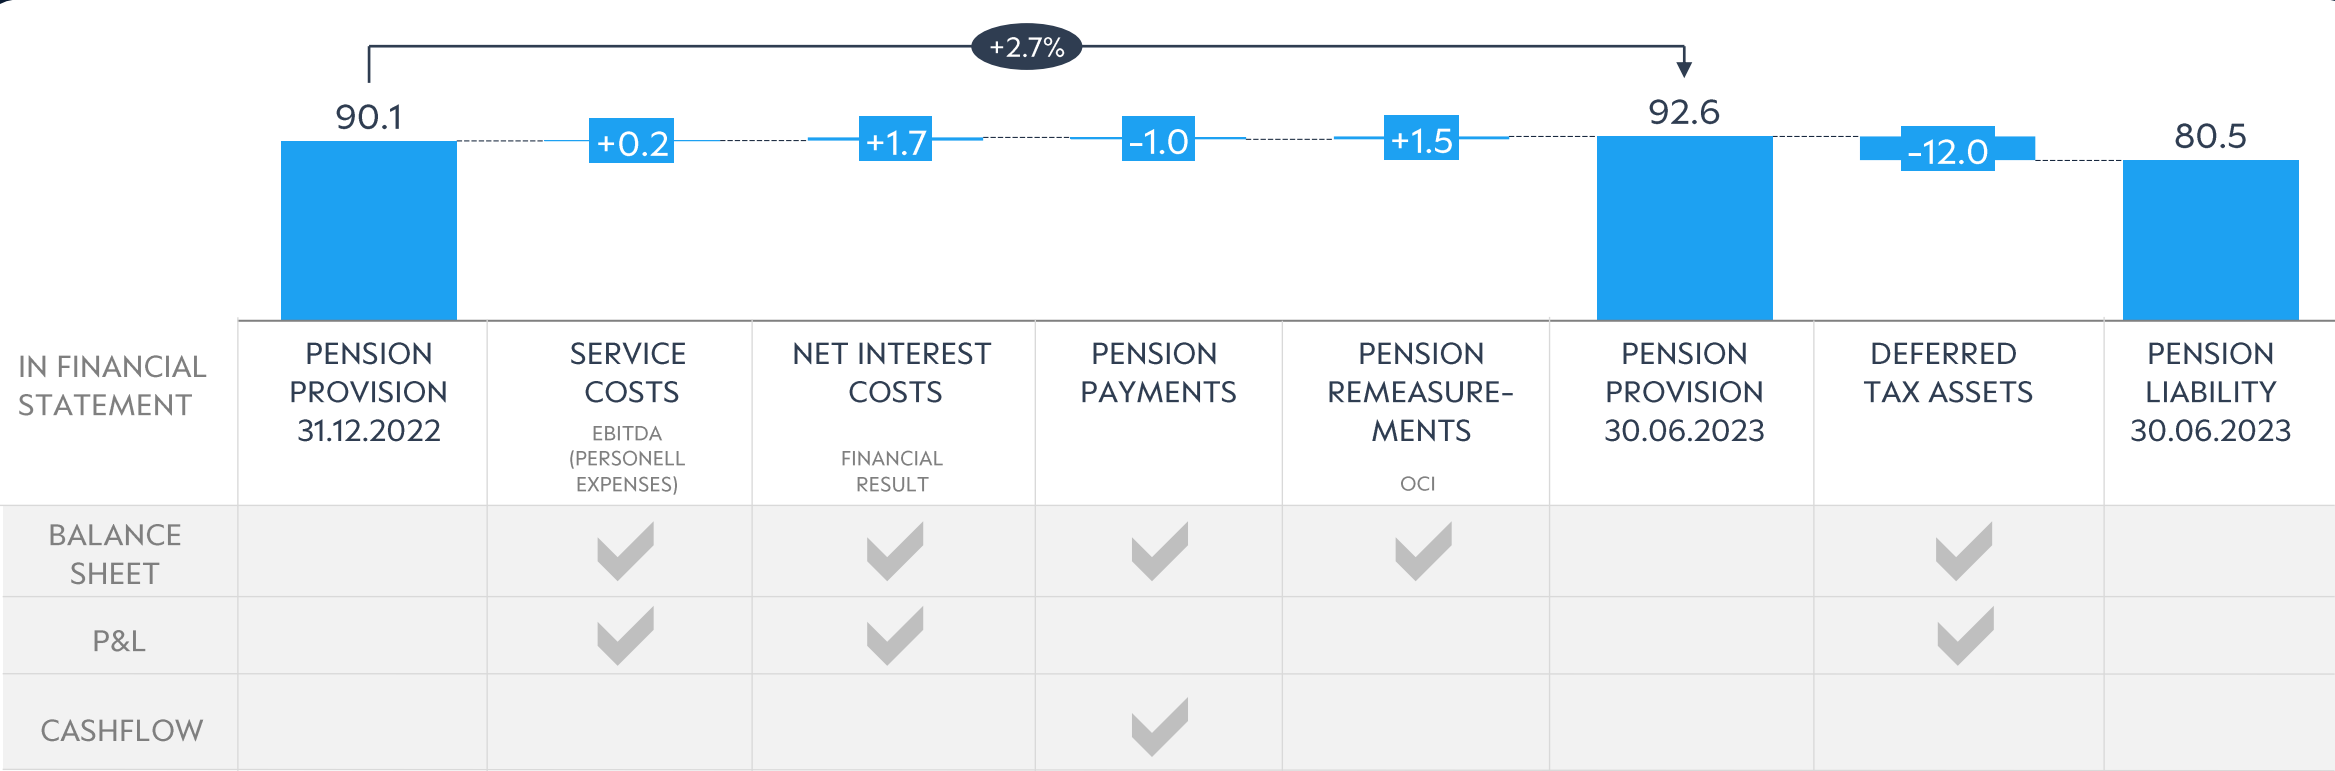 +2.7%
90.1
+0.2
+1.7
-1.0
+1.5
92.6
-12.0
80.5
IN FINANCIAL
STATEMENT
PENSION
PROVISION
31.12.2022
SERVICE
COSTS
EBITDA
(PERSONELL
EXPENSES)
NET INTEREST
COSTS
FINANCIAL
RESULT
PENSION
PAYMENTS
PENSION
REMEASURE-
MENTS
OCI
PENSION
PROVISION
30.06.2023
DEFERRED
TAX ASSETS
PENSION
LIABILITY
30.06.2023
BALANCE
SHEET
P&L
CASHFLOW